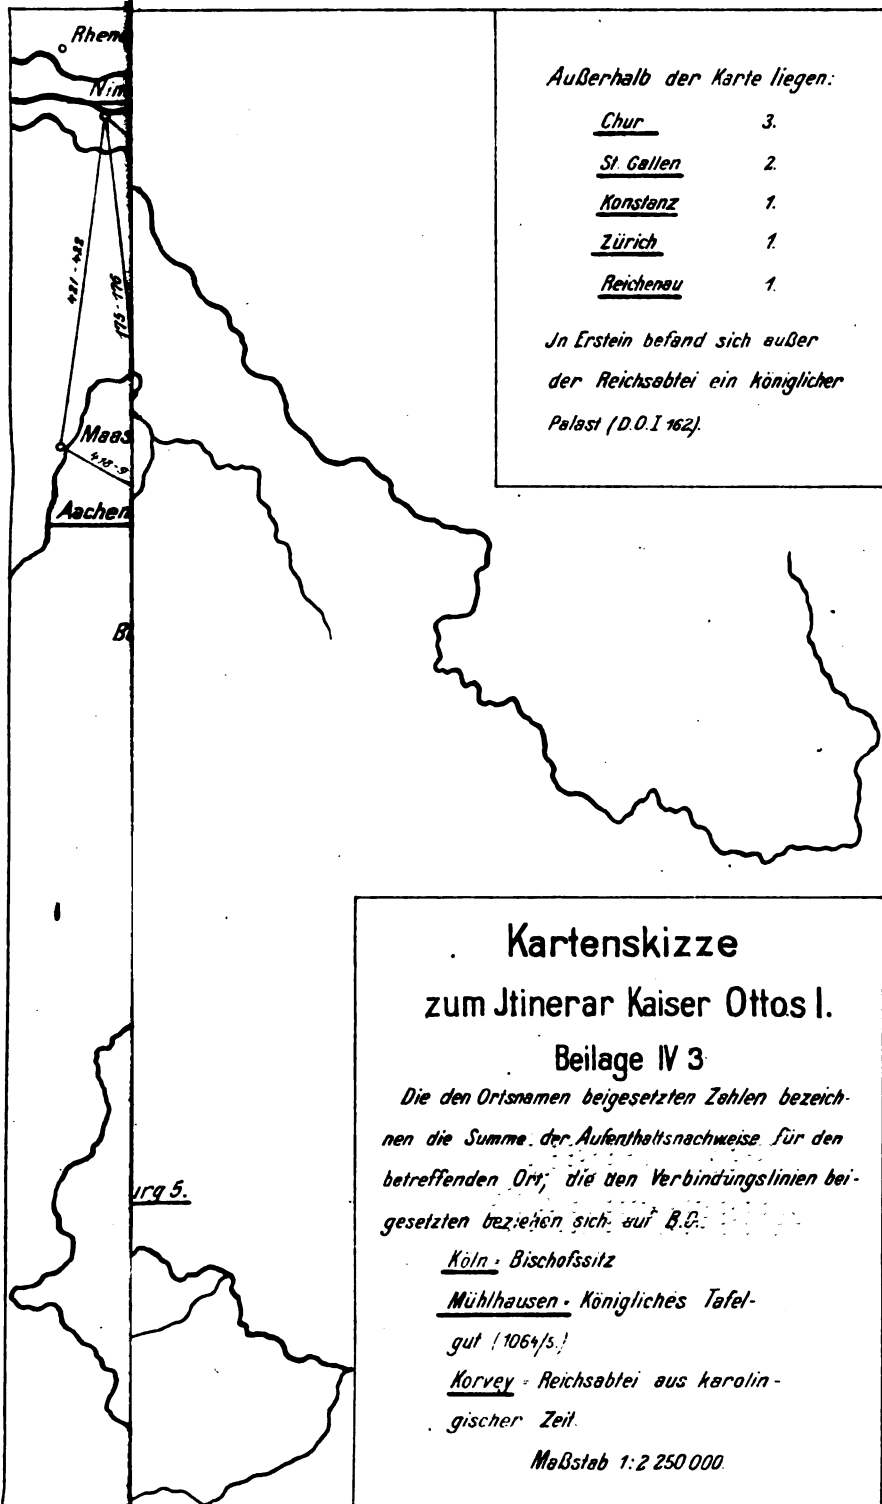 Rhen
Nim
421-422
175-176
Maas
418-9
Aachen
urg 5.
Außerhalb der Karte liegen:
Chur 3.
St. Gallen 2.
Konstanz 1.
Zürich 1.
Reichenau 1.
Jn Erstein befand sich außer
der Reichsabtei ein königlicher
Palast (D.O.I 162).
Kartenskizze
zum Jtinerar Kaiser Ottos I.
Beilage IV 3
Die den Ortsnamen beigesetzten Zahlen bezeich-
nen die Summe der Aufenthaltsnachweise für den
betreffenden Ort; die den Verbindungslinien bei-
gesetzten beziehen sich auf B.O.
Köln = Bischofssitz
Mühlhausen = Königliches Tafel-
gut (1064/5.)
Korvey = Reichsabtei aus karolin-
gischer Zeit.
Maßstab 1:2 250 000